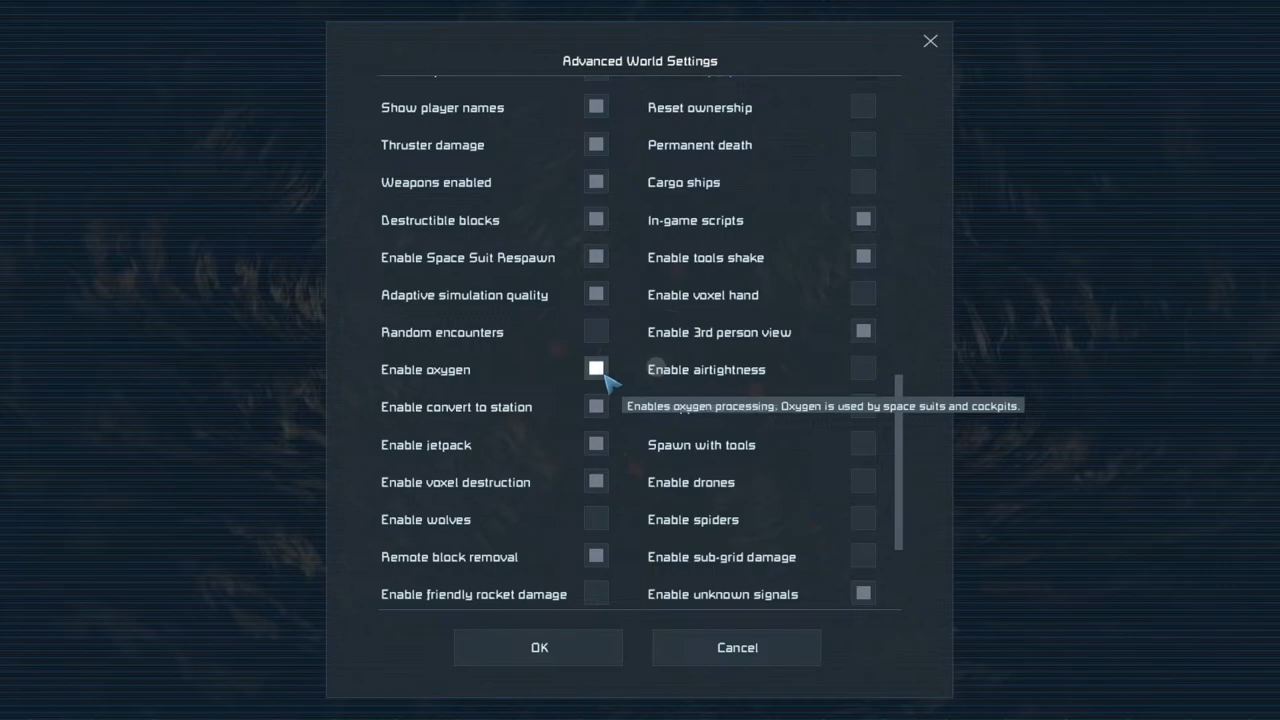 Advanced World Settings
Show player names
Reset ownership
Thruster damage
Permanent death
Weapons enabled
Cargo ships
Destructible blocks
In-game scripts
Enable Space Suit Respawn
Enable tools shake
Adaptive simulation quality
Enable voxel hand
Random encounters
Enable 3rd person view
Enable oxygen
Enable airtightness
Enable convert to station
Enables oxygen processing. Oxygen is used by space suits and cockpits.
Enable jetpack
Spawn with tools
Enable voxel destruction
Enable drones
Enable wolves
Enable spiders
Remote block removal
Enable sub-grid damage
Enable friendly rocket damage
Enable unknown signals
OK
Cancel